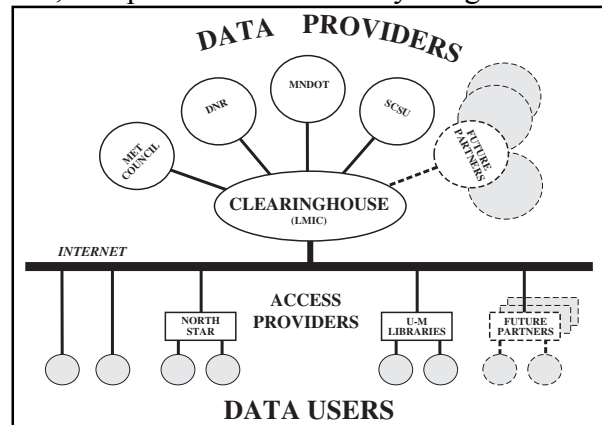 DATA PROVIDERS
MNDOT
DNR
SCSU
MET
COUNCIL
FUTURE
PARTNERS
CLEARINGHOUSE
(LMIC)
INTERNET
ACCESS
PROVIDERS
NORTH
STAR
U-M
LIBRARIES
FUTURE
PARTNERS
DATA USERS